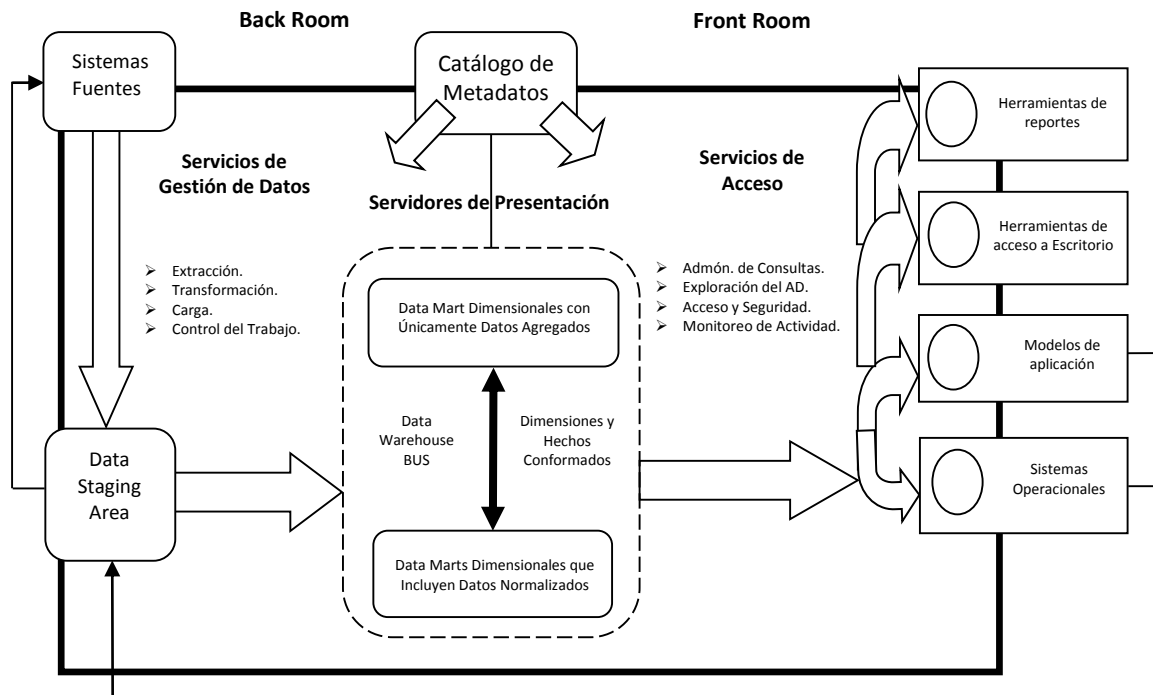 Back Room
Front Room
Sistemas
Fuentes
Catálogo de
Metadatos
Herramientas de
reportes
Servicios de
Gestión de Datos
Servicios de
Acceso
Servidores de Presentación
Herramientas de
acceso a Escritorio
➢ Extracción.
➢ Transformación.
➢ Carga.
➢ Control del Trabajo.
➢ Admón. de Consultas.
➢ Exploración del AD.
➢ Acceso y Seguridad.
➢ Monitoreo de Actividad.
Data Mart Dimensionales con
Únicamente Datos Agregados
Modelos de
aplicación
Data
Warehouse
BUS
Dimensiones y
Hechos
Conformados
Data
Staging
Area
Sistemas
Operacionales
Data Marts Dimensionales que
Incluyen Datos Normalizados